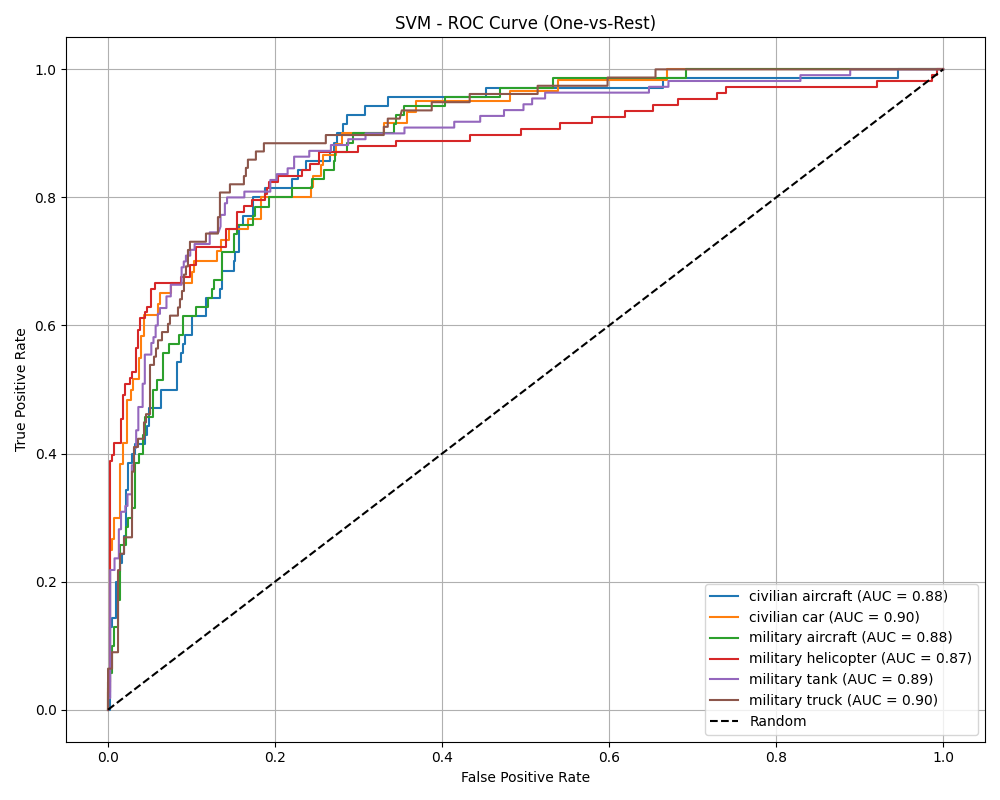 SVM - ROC Curve (One-vs-Rest)
True Positive Rate
1.0
0.8
0.6
0.4
0.2
0.0
0.0 0.2 0.4 0.6 0.8 1.0
False Positive Rate
civilian aircraft (AUC = 0.88)
civilian car (AUC = 0.90)
military aircraft (AUC = 0.88)
military helicopter (AUC = 0.87)
military tank (AUC = 0.89)
military truck (AUC = 0.90)
Random